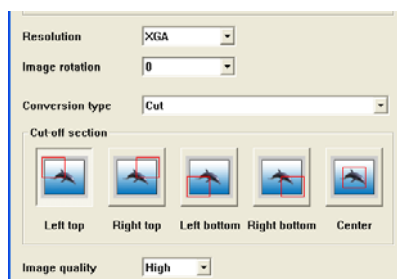 Resolution XGA
Image rotation 0
Conversion type Cut
Cut-off section
Left top Right top Left bottom Right bottom Center
Image quality High